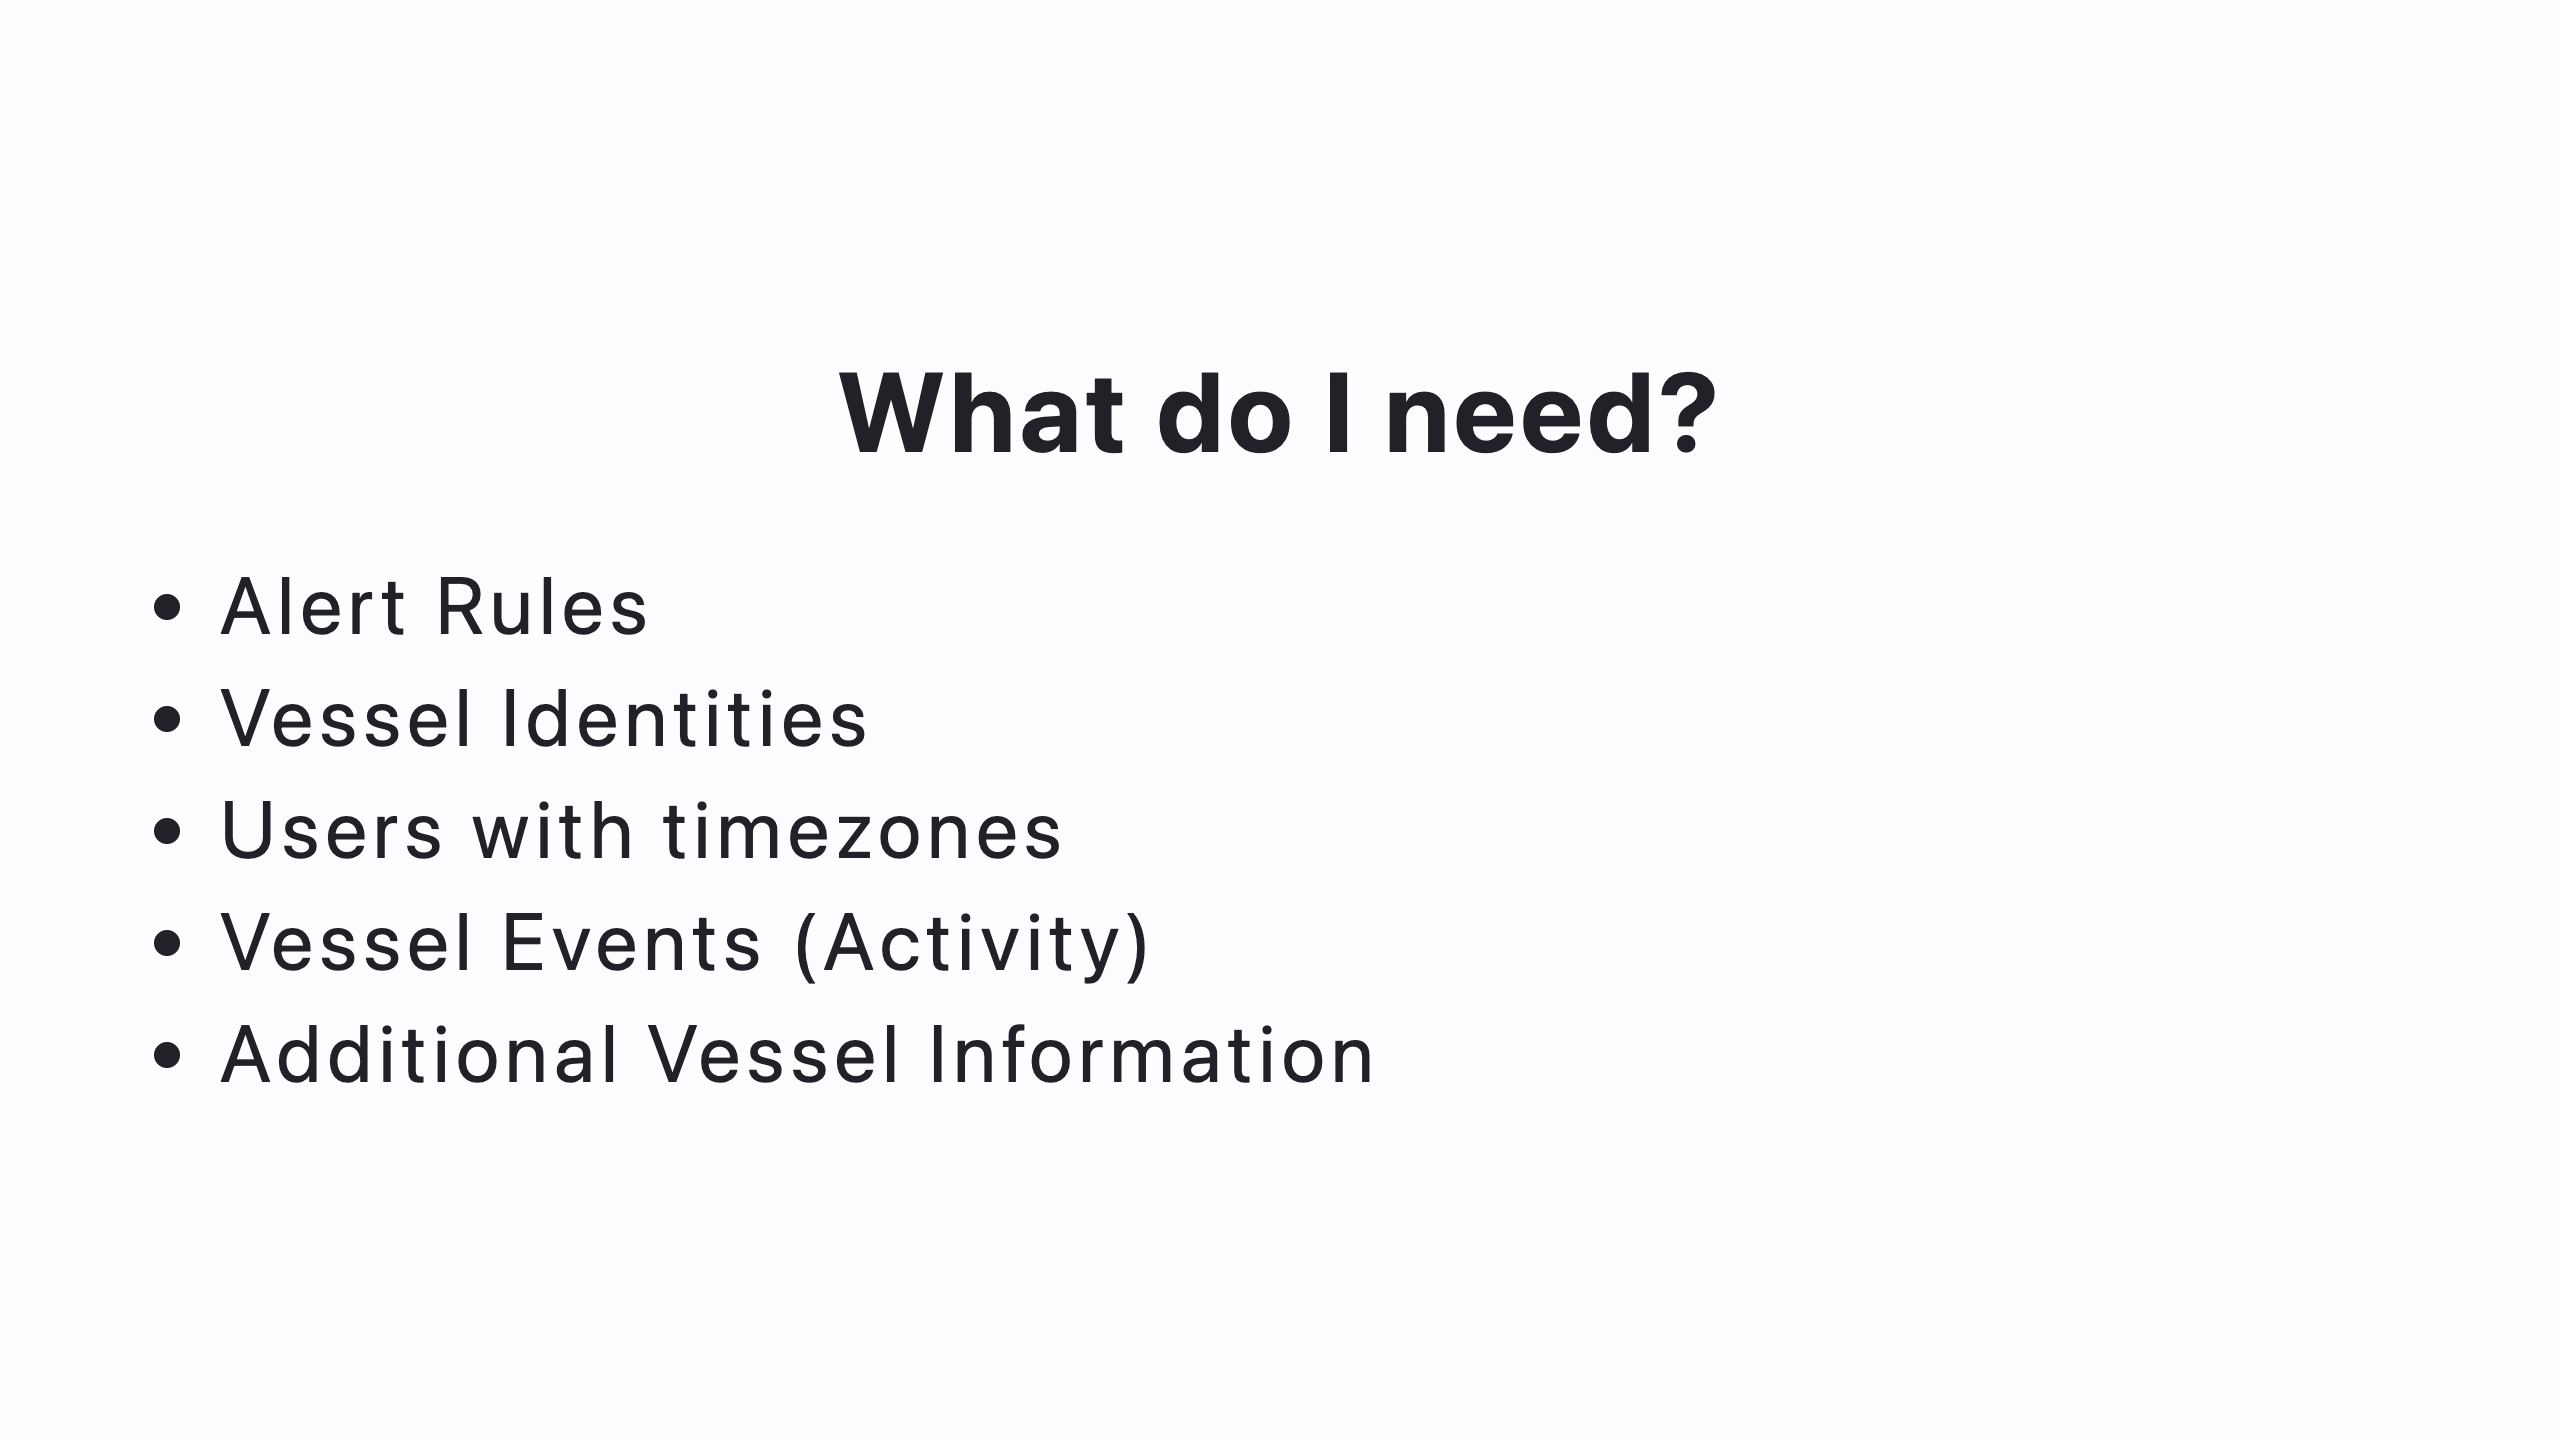 What do I need?
Alert Rules
Vessel Identities
Users with timezones
Vessel Events (Activity)
Additional Vessel Information